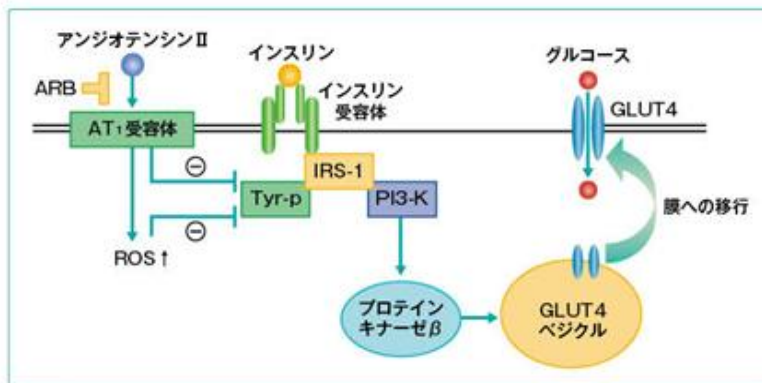 アンジオテンシンⅡ
ARB
AT1受容体
インスリン
インスリン
受容体
グルコース
GLUT4
⊖
⊖
ROS↑
Tyr-p
IRS-1
PI3-K
プロテイン
キナーゼβ
GLUT4
ベジクル
膜への移行